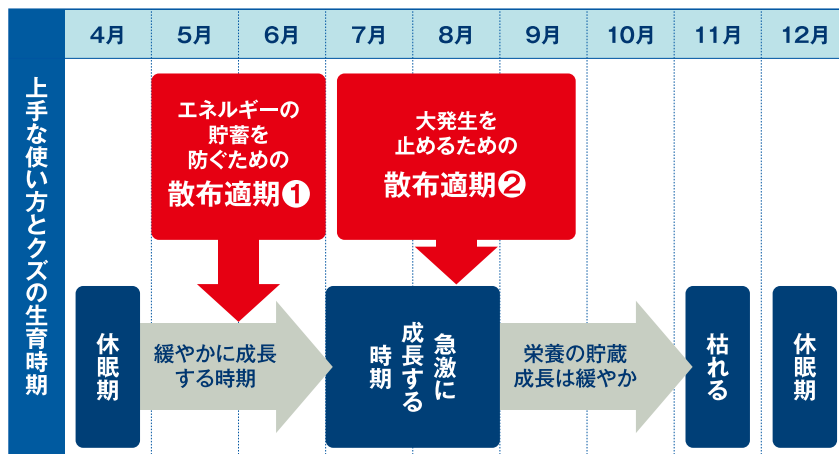 上手な使い方とクズの生育時期
4月 5月 6月 7月 8月 9月 10月 11月 12月
エネルギーの
貯蓄を
防ぐための
散布適期❶
大発生を
止めるための
散布適期❷
休眠期
緩やかに成長
する時期
急激に
成長する
時期
栄養の貯蔵
成長は緩やか
枯れる
休眠期